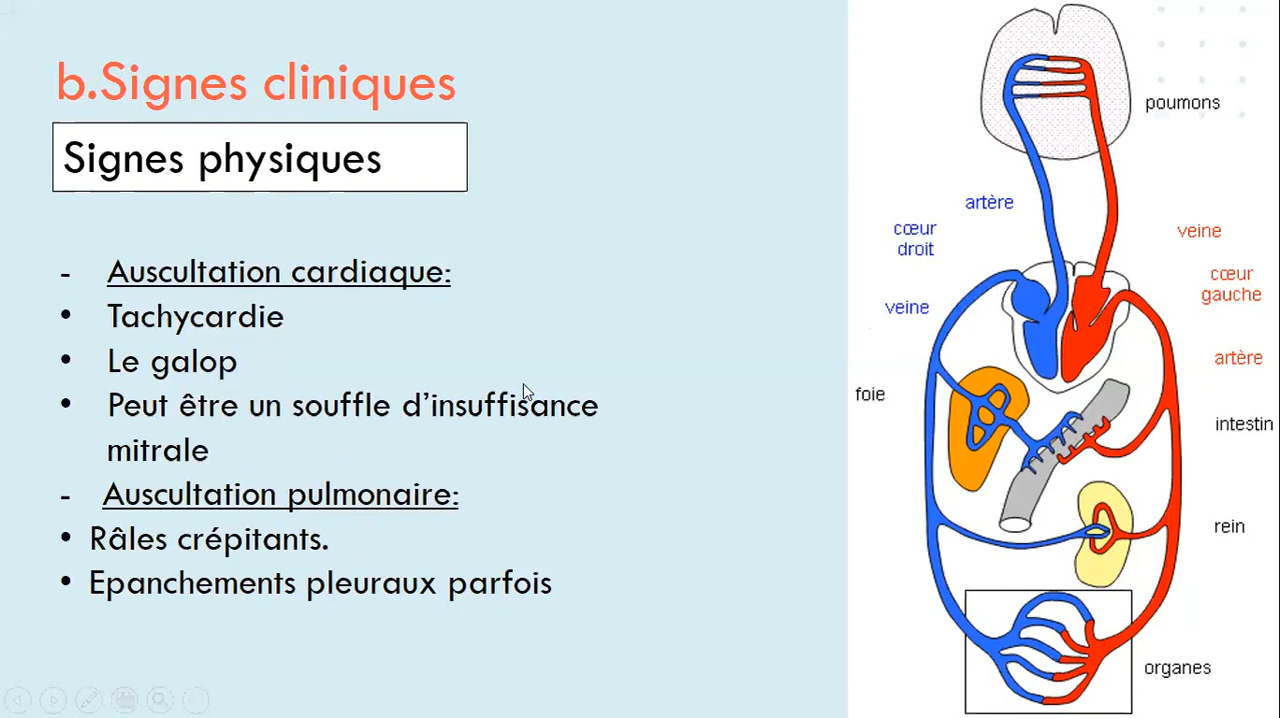 b.Signes cliniques
Signes physiques
- Auscultation cardiaque:
• Tachycardie
• Le galop
• Peut être un souffle d’insuffisance
mitrale
- Auscultation pulmonaire:
• Râles crépitants.
• Epanchements pleuraux parfois
poumons
artère
cœur
droit
veine
veine
cœur
gauche
artère
foie
intestin
rein
organes